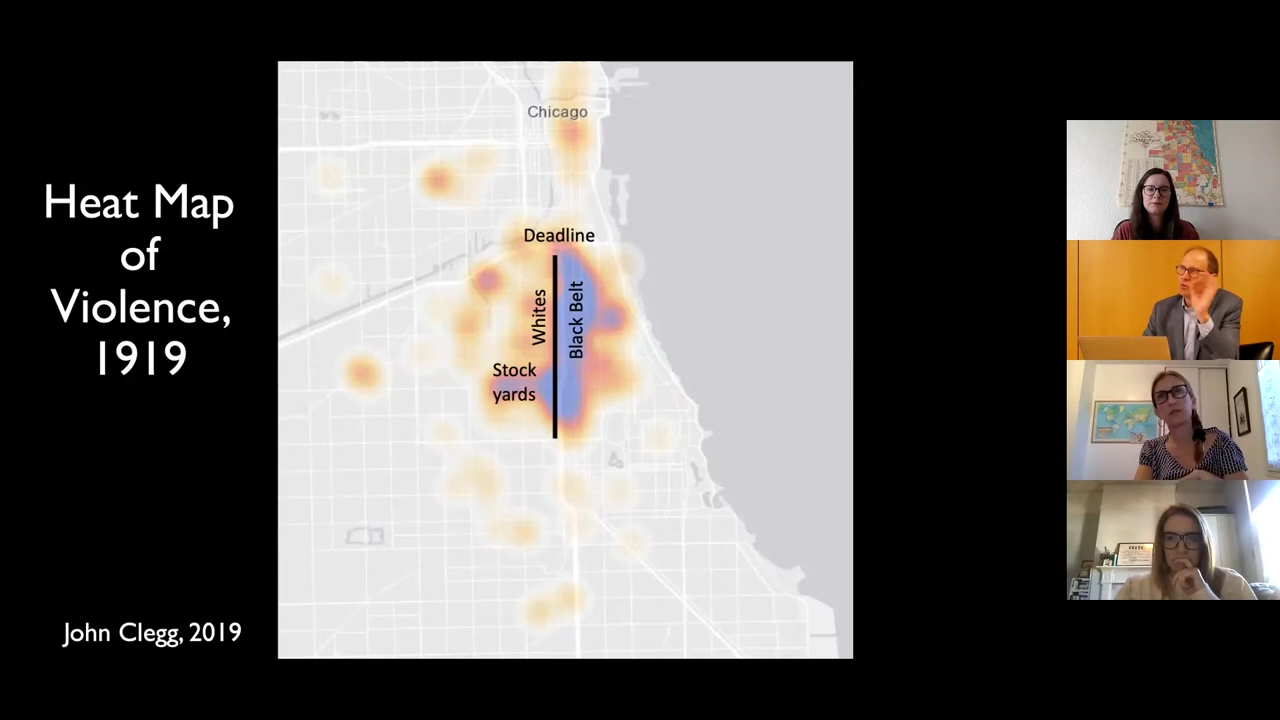 Heat Map
of
Violence,
1919
John Clegg, 2019
Chicago
Deadline
Whites
Black Belt
Stock
yards